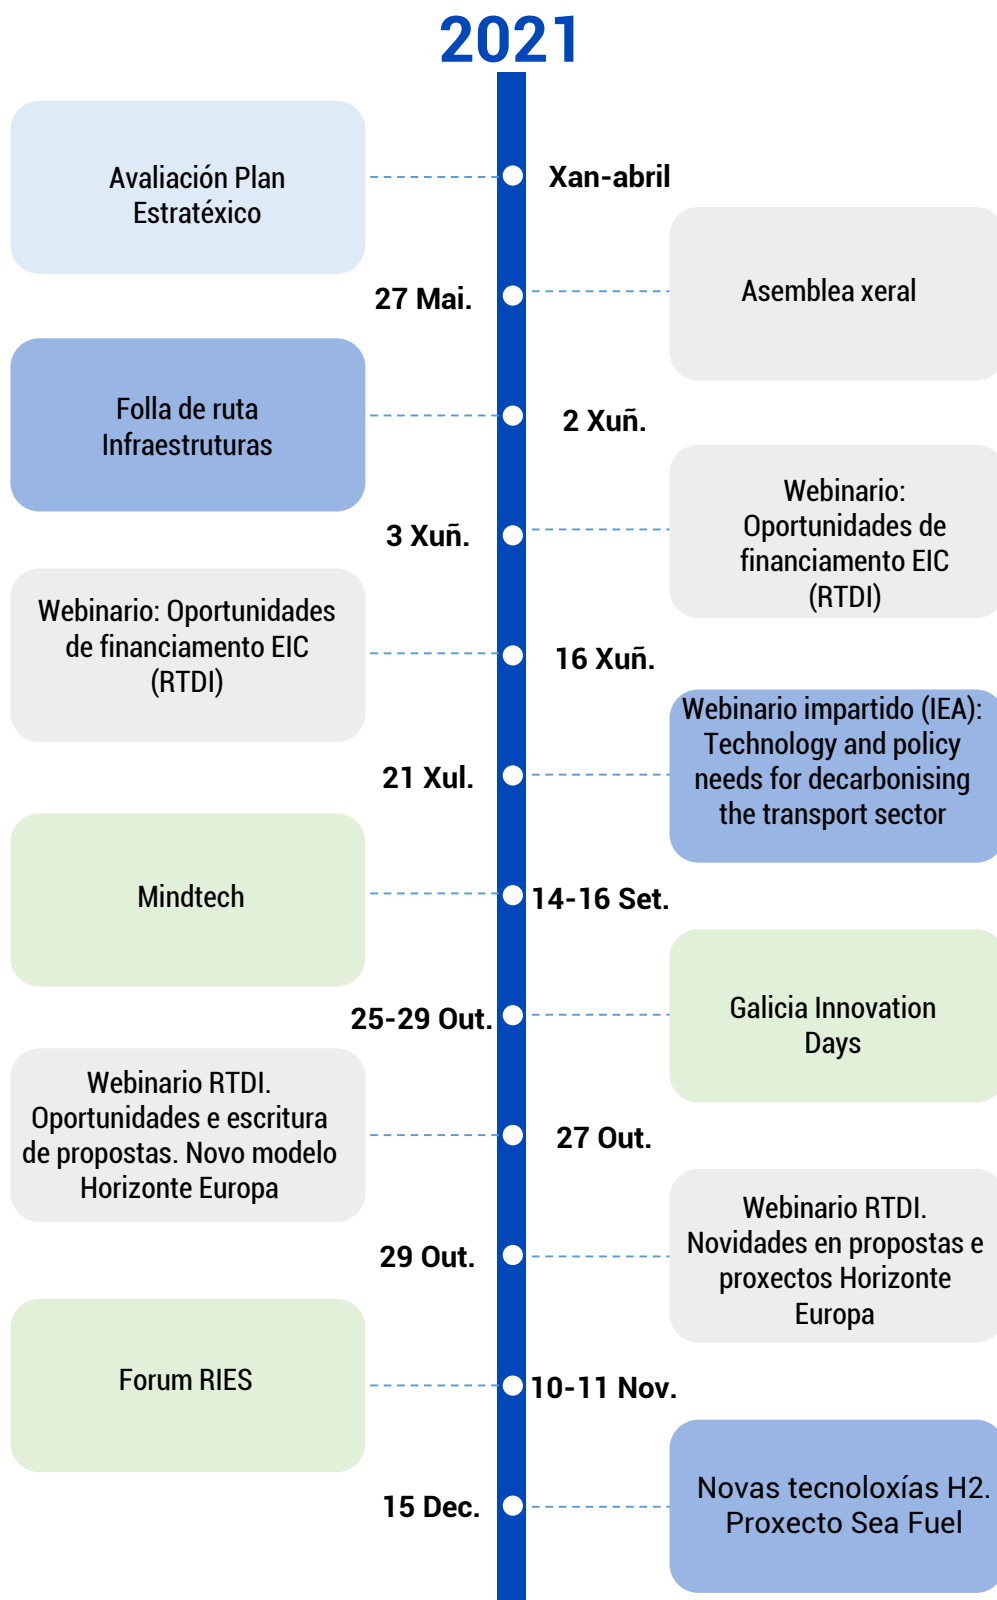 2021
Avaliación Plan
Estratéxico
Xan-abril
27 Mai.
Asemblea xeral
Folla de ruta
Infraestruturas
2 Xuñ.
3 Xuñ.
Webinario:
Oportunidades de
financiamento EIC
(RTDI)
Webinario: Oportunidades
de financiamento EIC
(RTDI)
16 Xuñ.
21 Xul.
Webinario impartido (IEA):
Technology and policy
needs for decarbonising
the transport sector
Mindtech
14-16 Set.
25-29 Out.
Galicia Innovation
Days
Webinario RTDI.
Oportunidades e escritura
de propostas. Novo modelo
Horizonte Europa
27 Out.
29 Out.
Webinario RTDI.
Novidades en propostas e
proxectos Horizonte
Europa
Forum RIES
10-11 Nov.
15 Dec.
Novas tecnoloxías H2.
Proxecto Sea Fuel